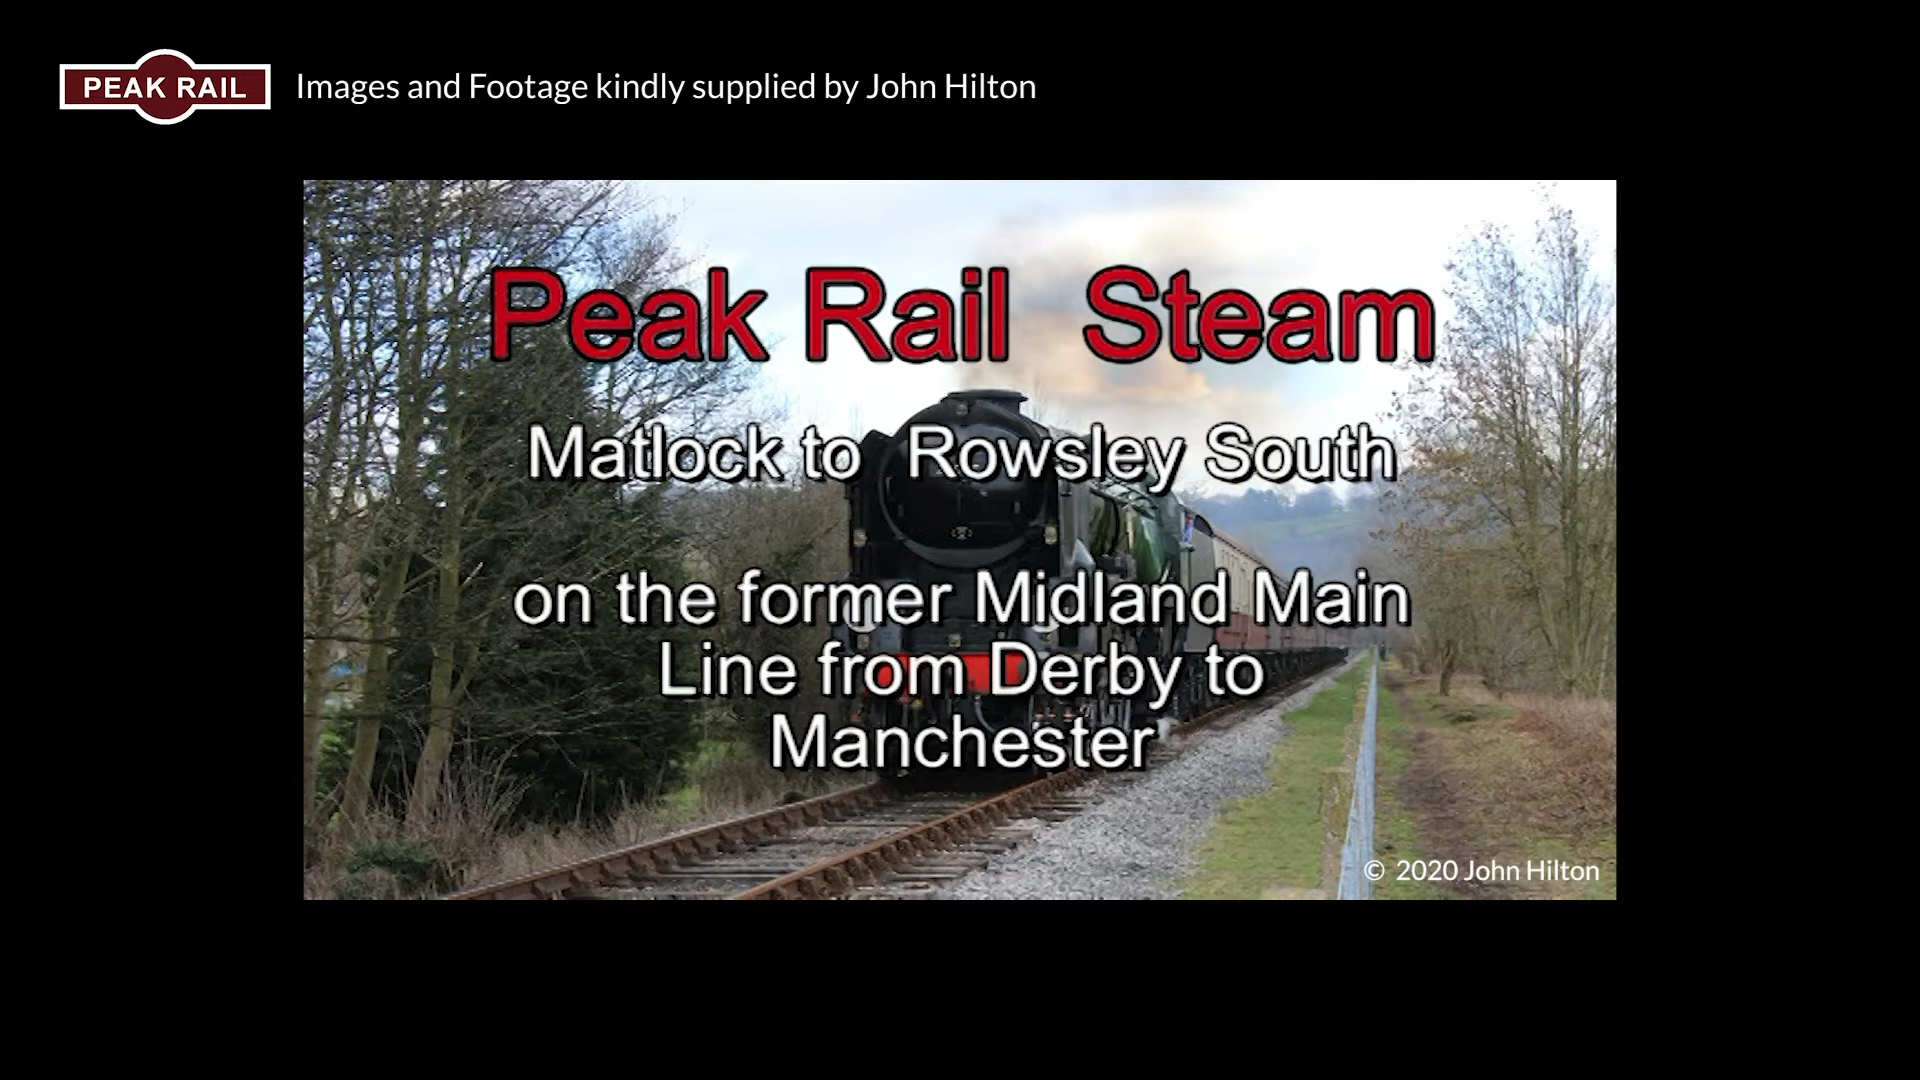 PEAK RAIL
Images and Footage kindly supplied by John Hilton
Peak Rail Steam
Matlock to Rowsley South
on the former Midland Main
Line from Derby to
Manchester
© 2020 John Hilton